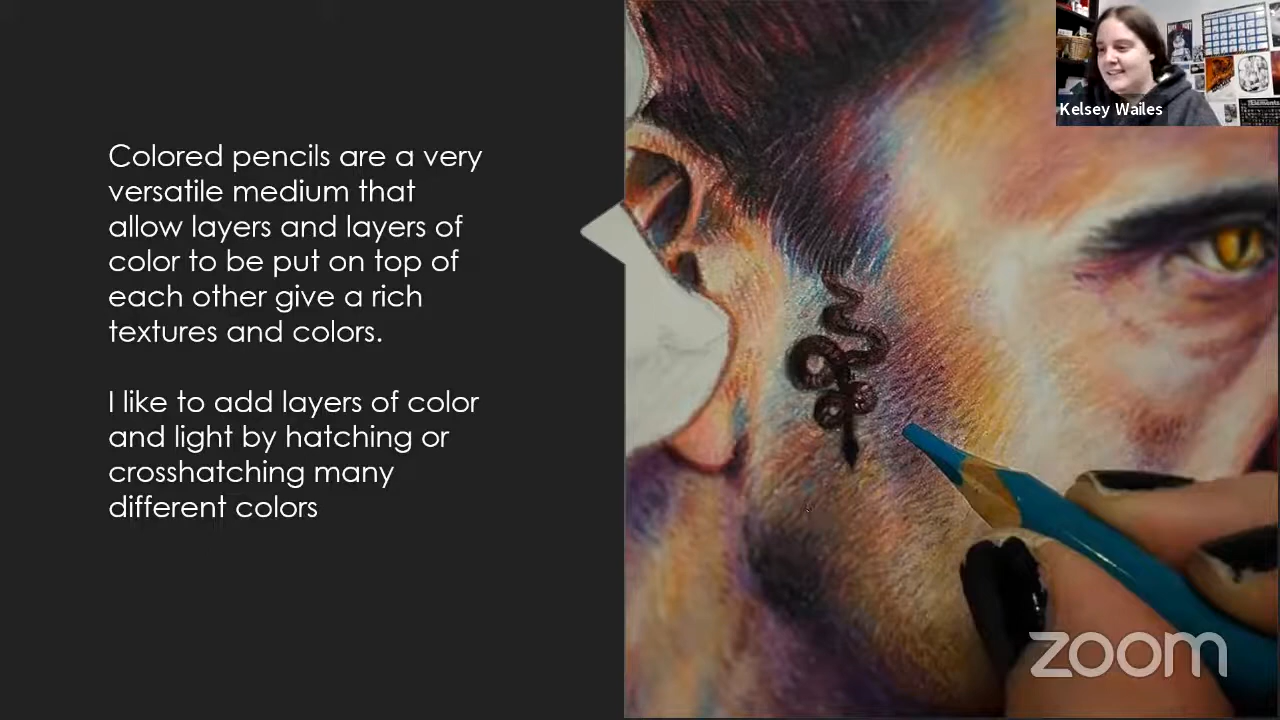 Colored pencils are a very
versatile medium that
allow layers and layers of
color to be put on top of
each other give a rich
textures and colors.
I like to add layers of color
and light by hatching or
crosshatching many
different colors
Kelsey Wailes
zoom